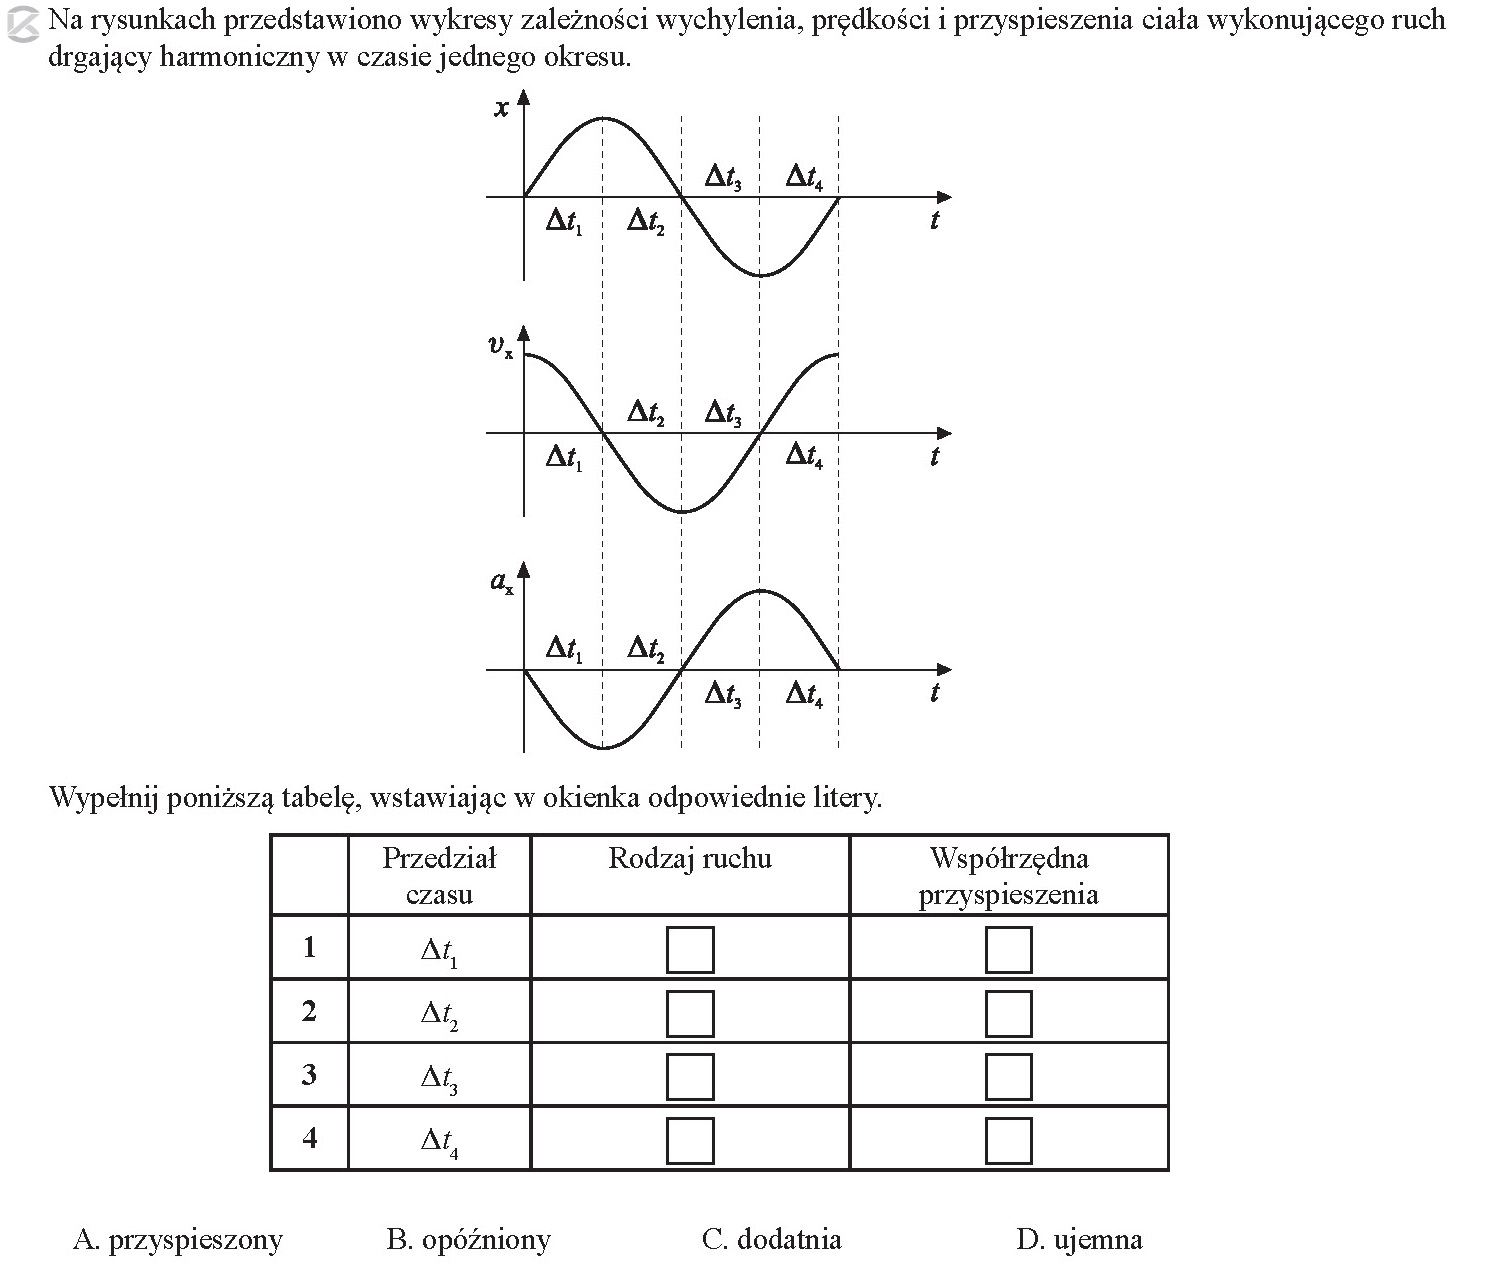 Na rysunkach przedstawiono wykresy zależności wychylenia, prędkości i przyspieszenia ciała wykonującego ruch
drgający harmoniczny w czasie jednego okresu.
x
Δt₃ Δt₄
Δt₁ Δt₂
t
υₓ
Δt₂ Δt₃
Δt₁ Δt₄
t
aₓ
Δt₁ Δt₂
Δt₃ Δt₄
t
Wypełnij poniższą tabelę, wstawiając w okienka odpowiednie litery.
Przedział czasu Rodzaj ruchu Współrzędna przyspieszenia
1 Δt₁
2 Δt₂
3 Δt₃
4 Δt₄
A. przyspieszony B. opóźniony C. dodatnia D. ujemna